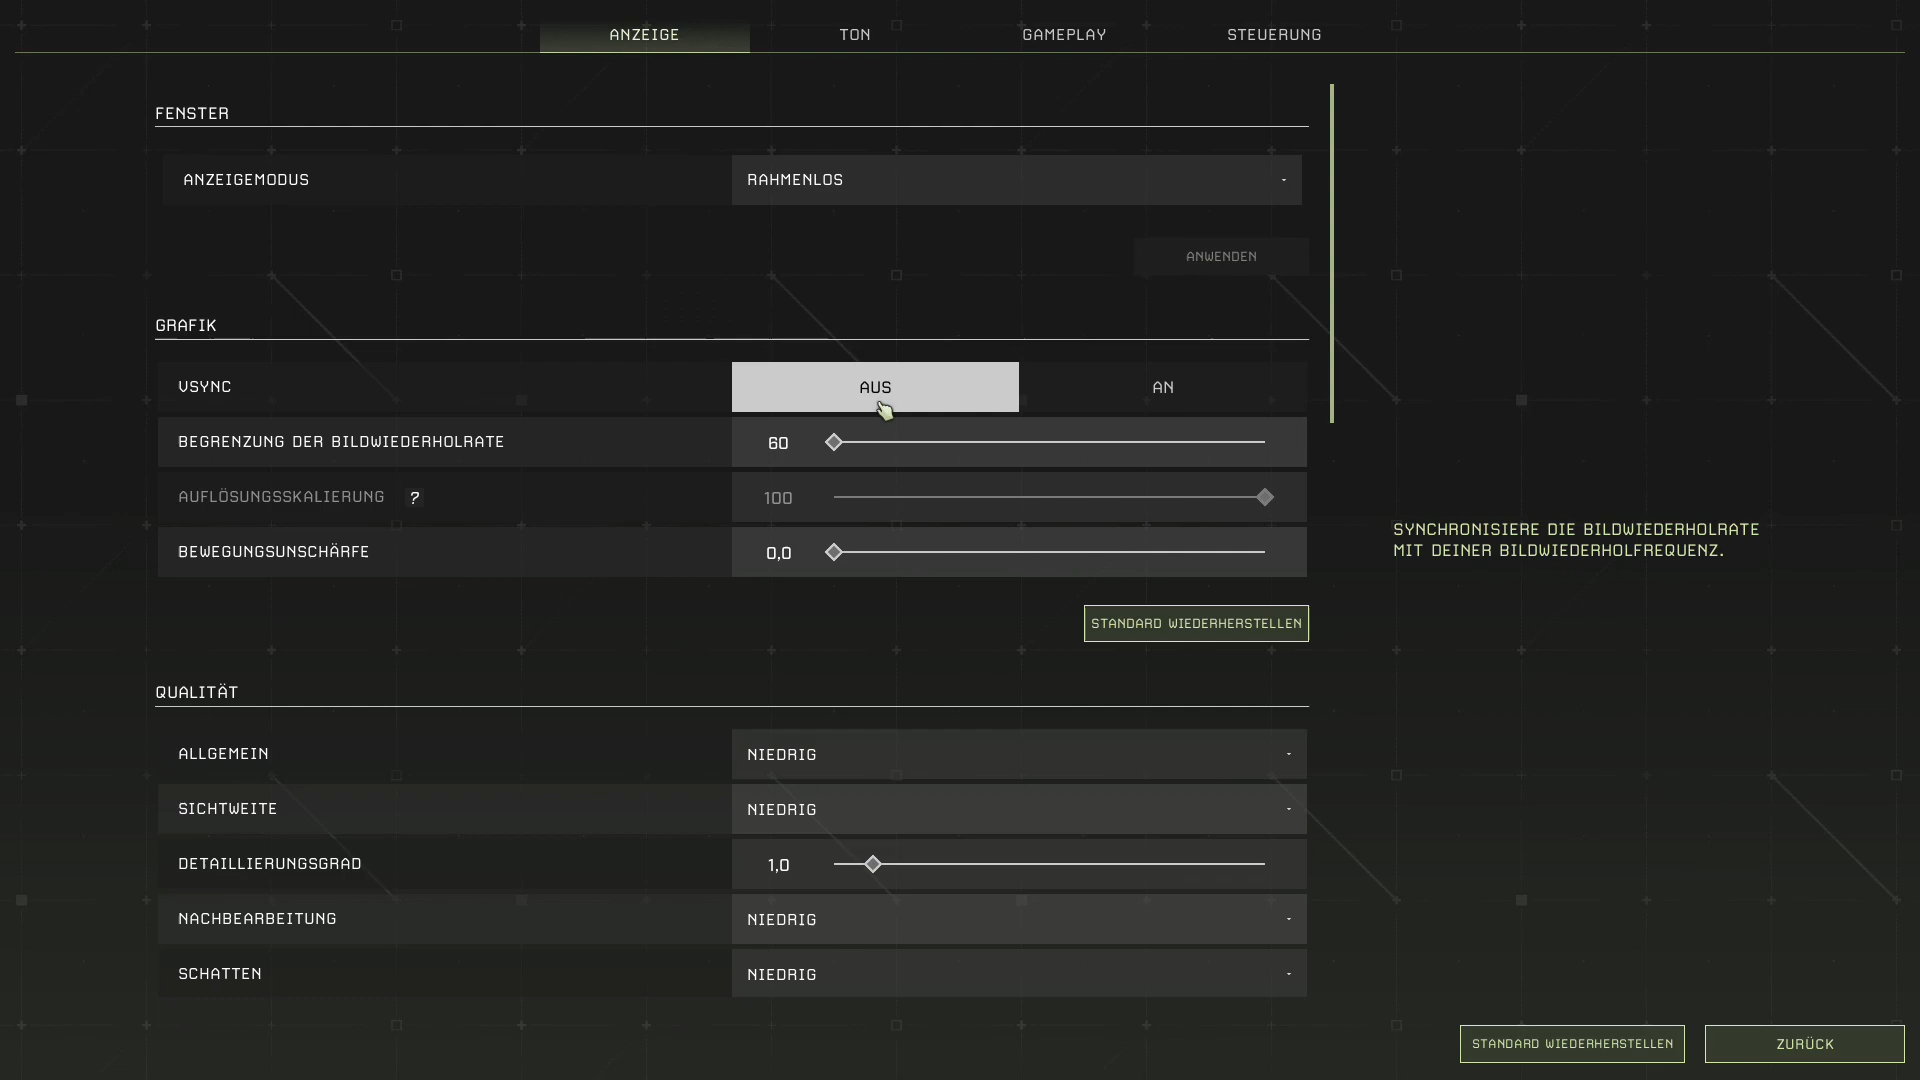 ANZEIGE TON GAMEPLAY STEUERUNG
FENSTER
ANZEIGEMODUS RAHMENLOS
ANWENDEN
GRAFIK
VSYNC AUS AN
BEGRENZUNG DER BILDWIEDERHOLRATE 60
AUFLÖSUNGSSKALIERUNG ? 100
BEWEGUNGSUNSCHÄRFE 0,0
SYNCHRONISIERE DIE BILDWIEDERHOLRATE
MIT DEINER BILDWIEDERHOLFREQUENZ.
STANDARD WIEDERHERSTELLEN
QUALITÄT
ALLGEMEIN NIEDRIG
SICHTWEITE NIEDRIG
DETAILLIERUNGSGRAD 1,0
NACHBEARBEITUNG NIEDRIG
SCHATTEN NIEDRIG
STANDARD WIEDERHERSTELLEN ZURÜCK